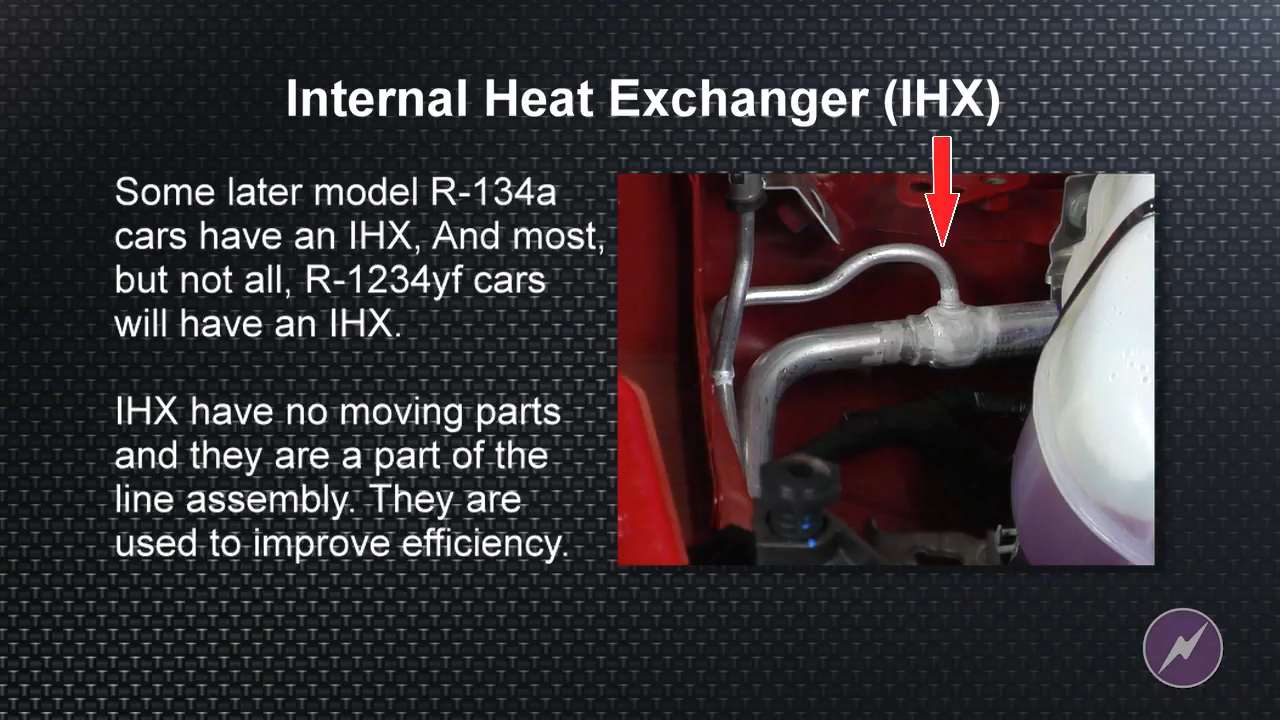 Internal Heat Exchanger (IHX)
Some later model R-134a
cars have an IHX, And most,
but not all, R-1234yf cars
will have an IHX.
IHX have no moving parts
and they are a part of the
line assembly. They are
used to improve efficiency.